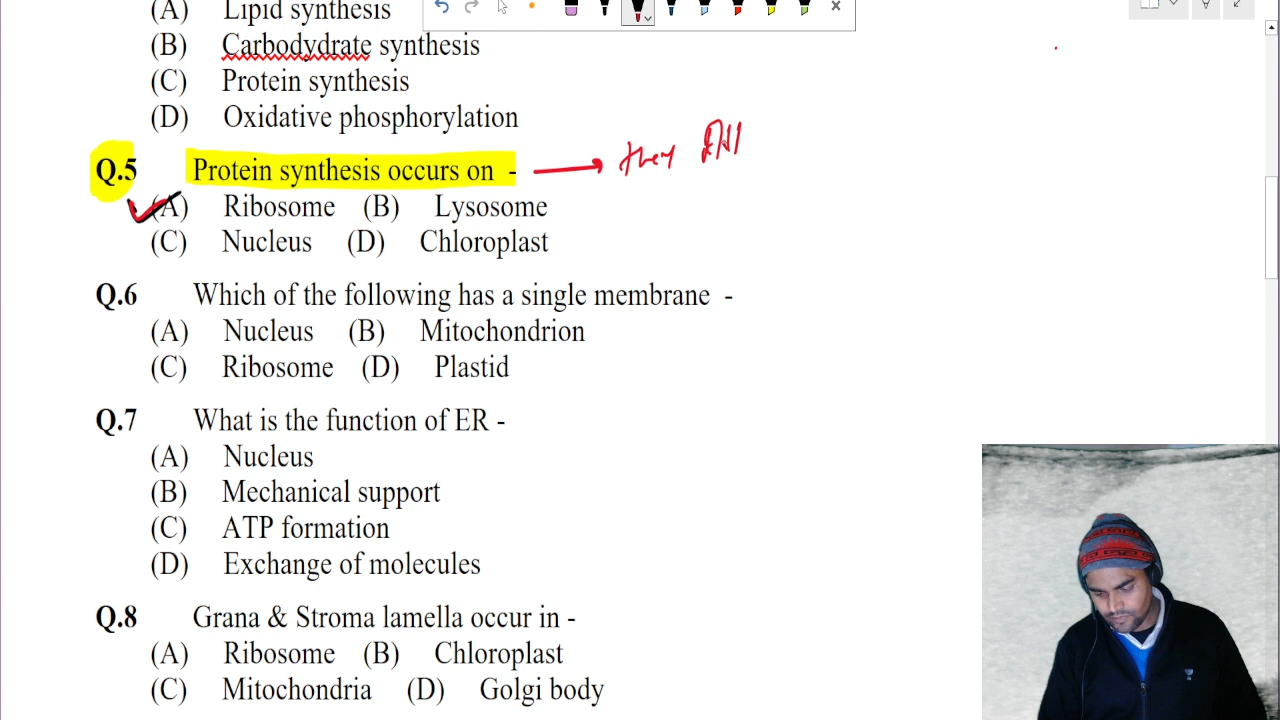 (A) Lipid synthesis
(B) Carbodydrate synthesis
(C) Protein synthesis
(D) Oxidative phosphorylation
Q.5 Protein synthesis occurs on - they
(A) Ribosome (B) Lysosome
(C) Nucleus (D) Chloroplast
Q.6 Which of the following has a single membrane -
(A) Nucleus (B) Mitochondrion
(C) Ribosome (D) Plastid
Q.7 What is the function of ER -
(A) Nucleus
(B) Mechanical support
(C) ATP formation
(D) Exchange of molecules
Q.8 Grana & Stroma lamella occur in -
(A) Ribosome (B) Chloroplast
(C) Mitochondria (D) Golgi body